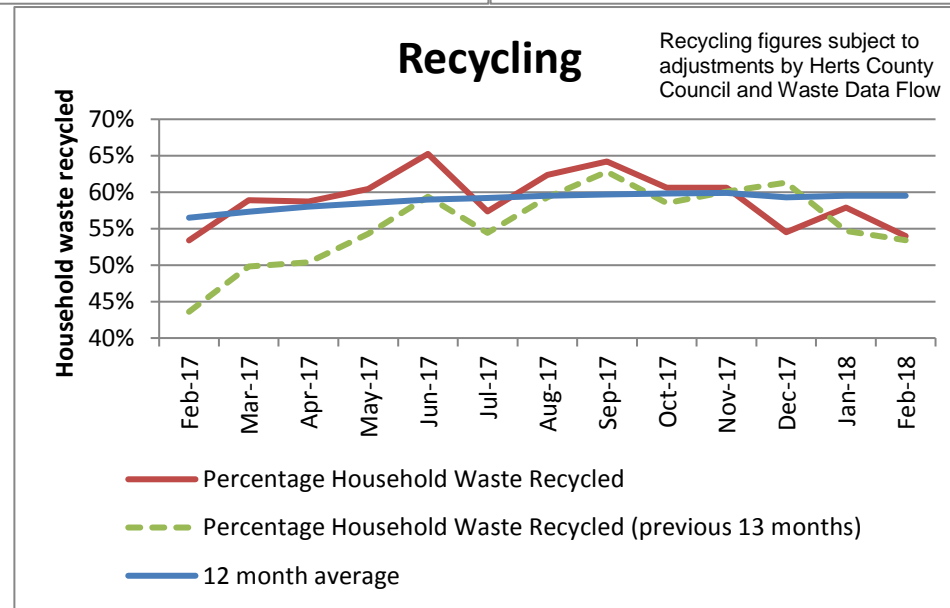 Recycling
Recycling figures subject to
adjustments by Herts County
Council and Waste Data Flow
Household waste recycled
70%
65%
60%
55%
50%
45%
40%
Feb-17
Mar-17
Apr-17
May-17
Jun-17
Jul-17
Aug-17
Sep-17
Oct-17
Nov-17
Dec-17
Jan-18
Feb-18
Percentage Household Waste Recycled
Percentage Household Waste Recycled (previous 13 months)
12 month average